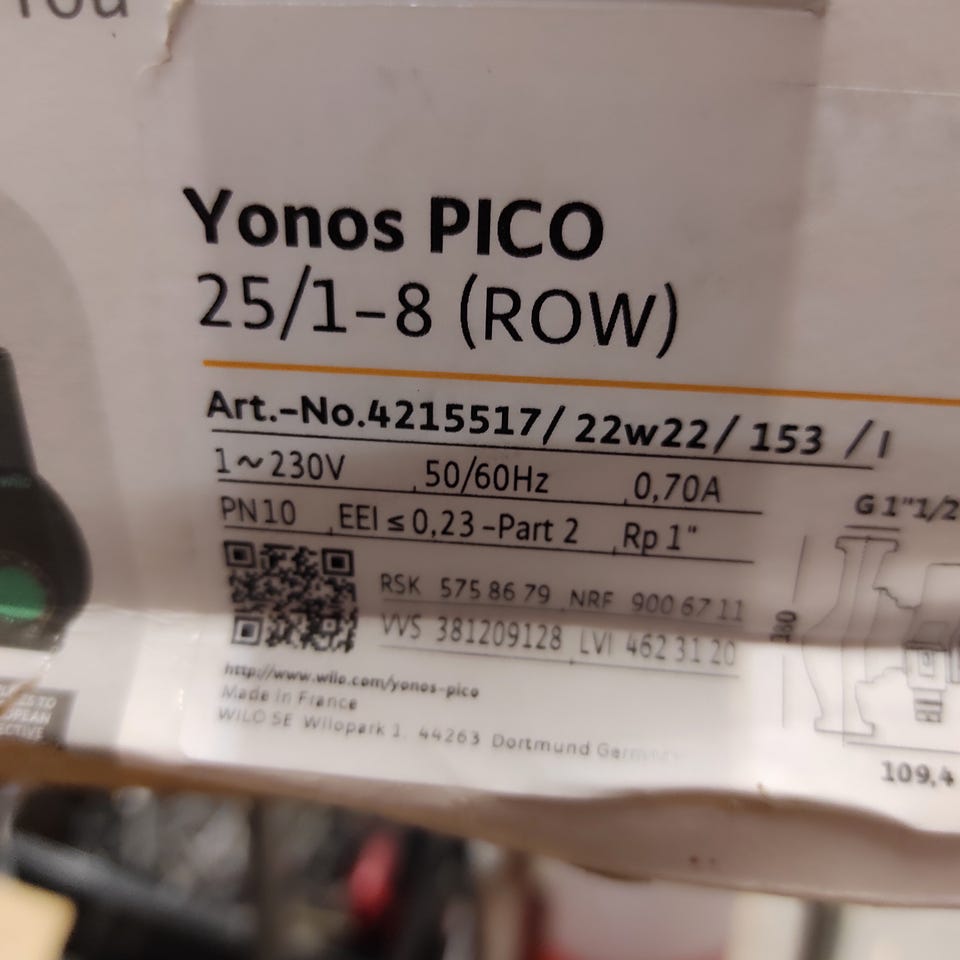 You
Yonos PICO
25/1-8 (ROW)
Art.-No.4215517/ 22w22/ 153 /I
1~230V 50/60Hz 0,70A
PN10 EEI ≤ 0,23 -Part 2 Rp 1"
RSK 575 86 79 NRF 900 67 11
VVS 381209128 LVI 462 31 20
http://www.wilo.com/yonos-pico
Made in France
WILO SE Wilopark 1. 44263 Dortmund Germany
G 1"1/2
180
109,4
wilo